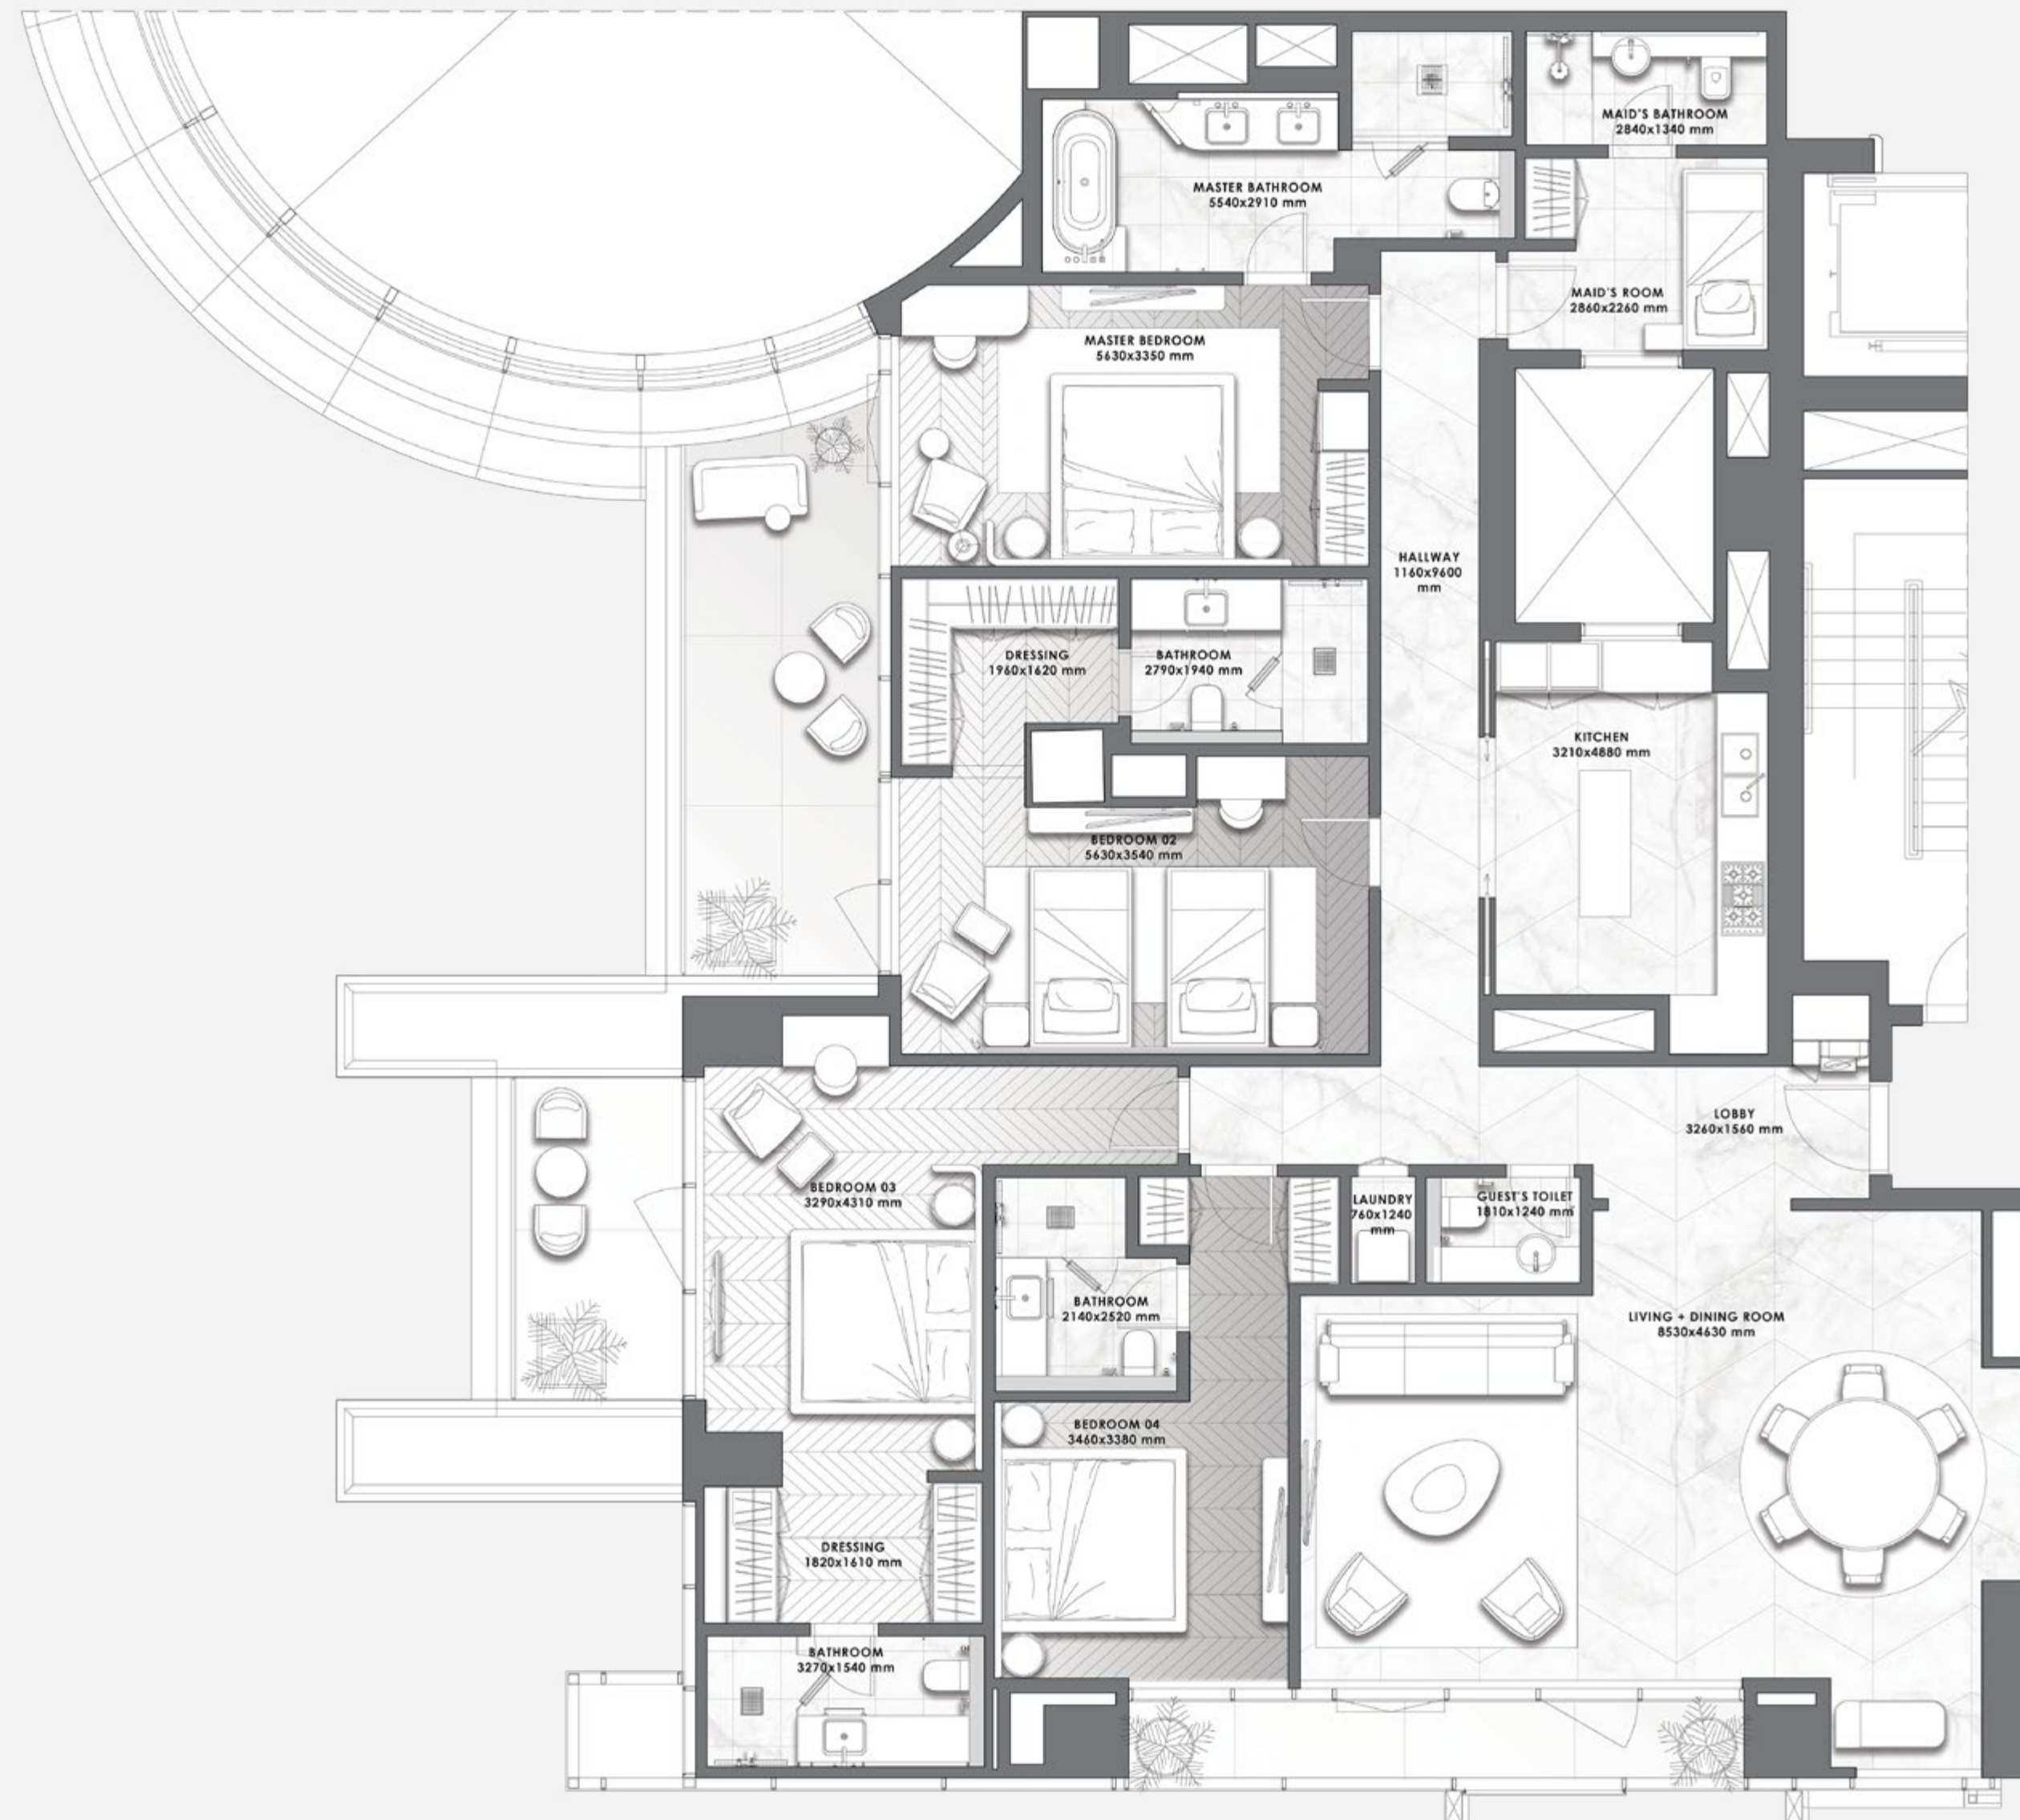 MAID'S BATHROOM
2840x1340 mm
MASTER BATHROOM
5540x2910 mm
MAID'S ROOM
2860x2260 mm
MASTER BEDROOM
5630x3350 mm
HALLWAY
1160x9600
mm
DRESSING
1960x1620 mm
BATHROOM
2790x1940 mm
KITCHEN
3210x4880 mm
BEDROOM 02
5630x3540 mm
LOBBY
3260x1560 mm
BEDROOM 03
3290x4310 mm
LAUNDRY
760x1240
mm
GUEST'S TOILET
1810x1240 mm
BATHROOM
2140x2520 mm
LIVING + DINING ROOM
8530x4630 mm
BEDROOM 04
3460x3380 mm
DRESSING
1820x1610 mm
BATHROOM
3270x1540 mm